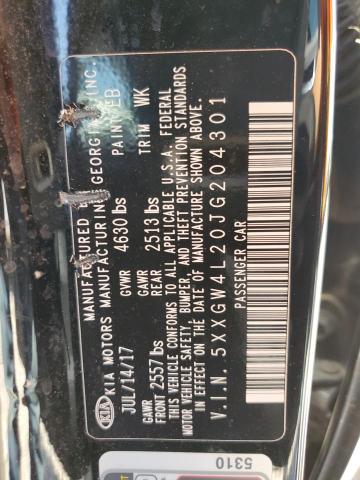 MANUFACTURED
KIA KIA MOTORS MANUFACTURING GEORGIA, INC.
JUL/14/17 PAINT EB
GVWR 4630 lbs TRIM WK
GAWR FRONT 2557 lbs GAWR REAR 2513 lbs
THIS VEHICLE CONFORMS TO ALL APPLICABLE U.S.A. FEDERAL
MOTOR VEHICLE SAFETY, BUMPER, AND THEFT PREVENTION STANDARDS
IN EFFECT ON THE DATE OF MANUFACTURE SHOWN ABOVE.
V.I.N. 5XXGW4L20JG204301
PASSENGER CAR
5310